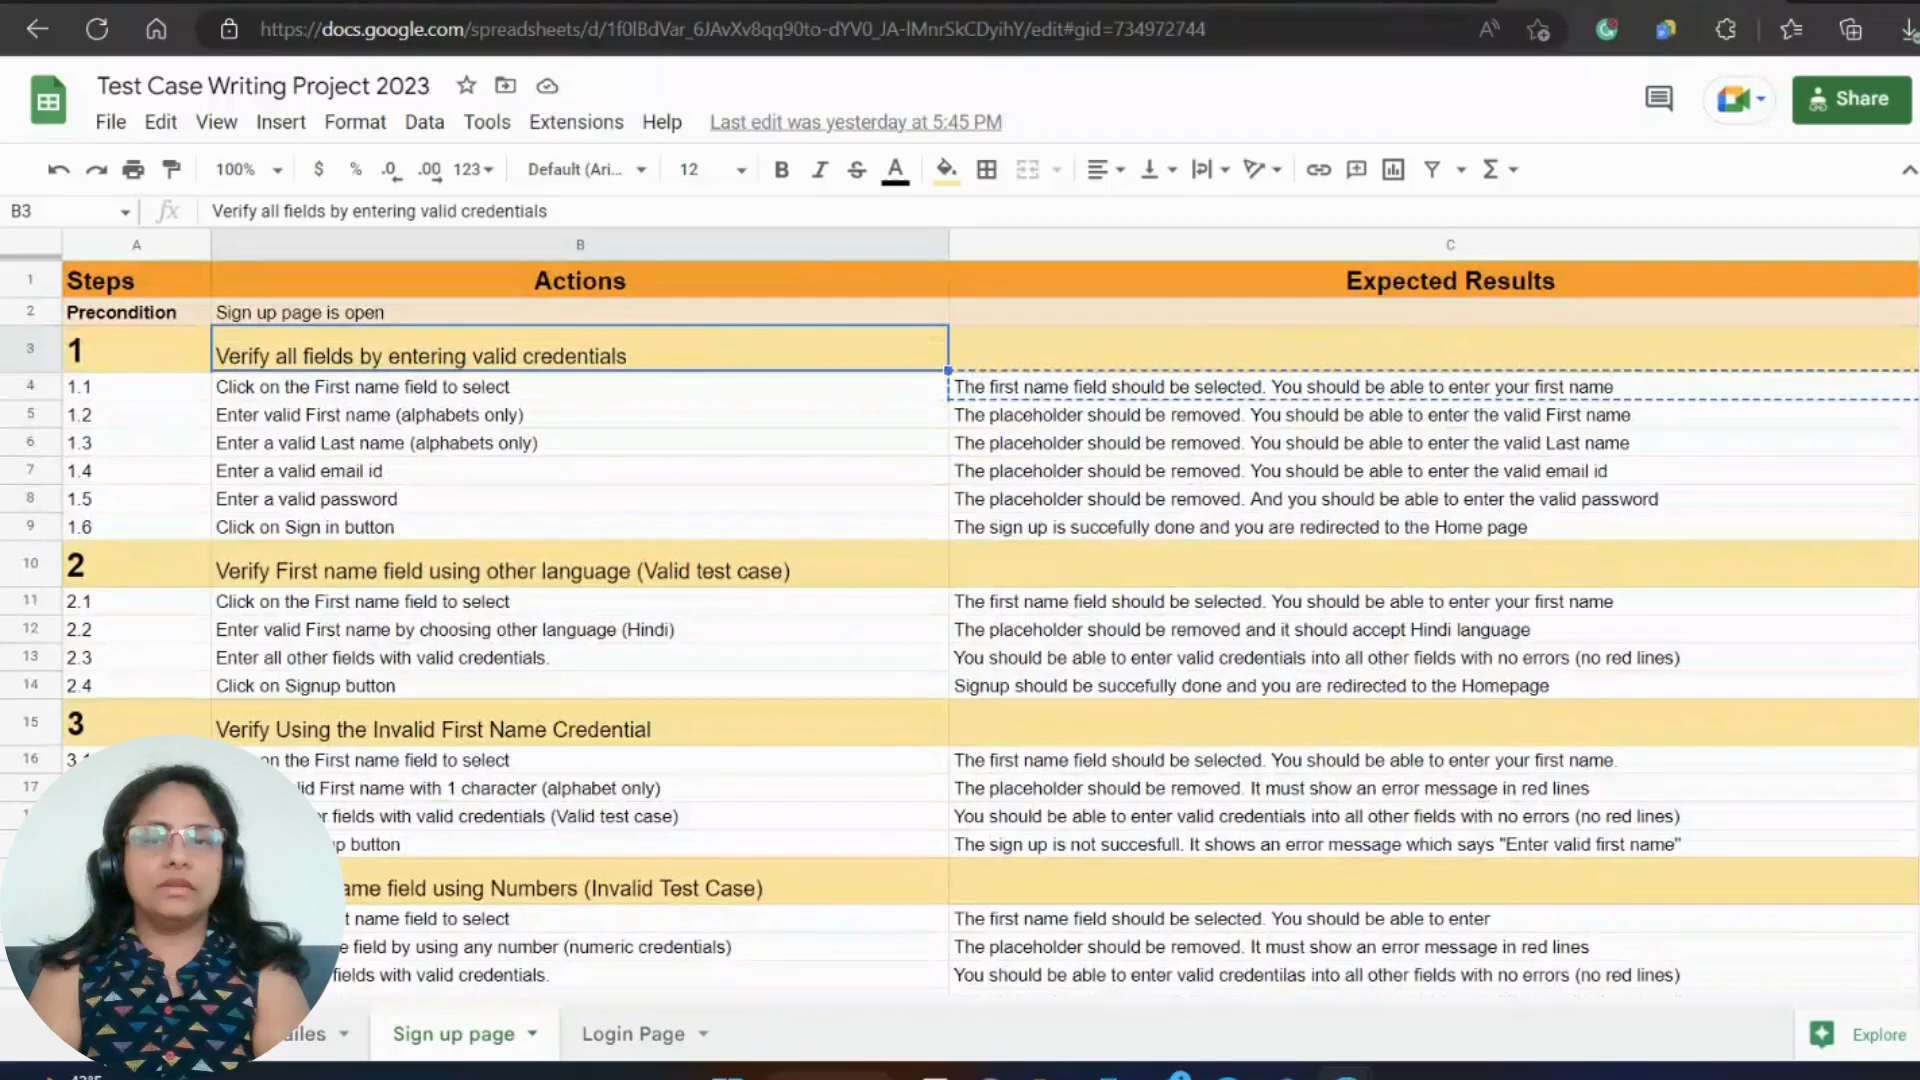 https://docs.google.com/spreadsheets/d/1f0lBdVar_6JAvXv8qq90to-dYV0_JA-lMnrSkCDyihY/edit#gid=734972744
Test Case Writing Project 2023
Share
File Edit View Insert Format Data Tools Extensions Help Last edit was yesterday at 5:45 PM
100% $ % .0 .00 123 Default (Ari... 12 B I S A
B3 fx Verify all fields by entering valid credentials
A B C
1 Steps Actions Expected Results
2 Precondition Sign up page is open
3 1 Verify all fields by entering valid credentials
4 1.1 Click on the First name field to select The first name field should be selected. You should be able to enter your first name
5 1.2 Enter valid First name (alphabets only) The placeholder should be removed. You should be able to enter the valid First name
6 1.3 Enter a valid Last name (alphabets only) The placeholder should be removed. You should be able to enter the valid Last name
7 1.4 Enter a valid email id The placeholder should be removed. You should be able to enter the valid email id
8 1.5 Enter a valid password The placeholder should be removed. And you should be able to enter the valid password
9 1.6 Click on Sign in button The sign up is succefully done and you are redirected to the Home page
10 2 Verify First name field using other language (Valid test case)
11 2.1 Click on the First name field to select The first name field should be selected. You should be able to enter your first name
12 2.2 Enter valid First name by choosing other language (Hindi) The placeholder should be removed and it should accept Hindi language
13 2.3 Enter all other fields with valid credentials. You should be able to enter valid credentials into all other fields with no errors (no red lines)
14 2.4 Click on Signup button Signup should be succefully done and you are redirected to the Homepage
15 3 Verify Using the Invalid First Name Credential
16 on the First name field to select The first name field should be selected. You should be able to enter your first name.
17 First name with 1 character (alphabet only) The placeholder should be removed. It must show an error message in red lines
fields with valid credentials (Valid test case) You should be able to enter valid credentials into all other fields with no errors (no red lines)
button The sign up is not succesfull. It shows an error message which says "Enter valid first name"
field using Numbers (Invalid Test Case)
name field to select The first name field should be selected. You should be able to enter
field by using any number (numeric credentials) The placeholder should be removed. It must show an error message in red lines
fields with valid credentials. You should be able to enter valid credentilas into all other fields with no errors (no red lines)
Sign up page Login Page Explore